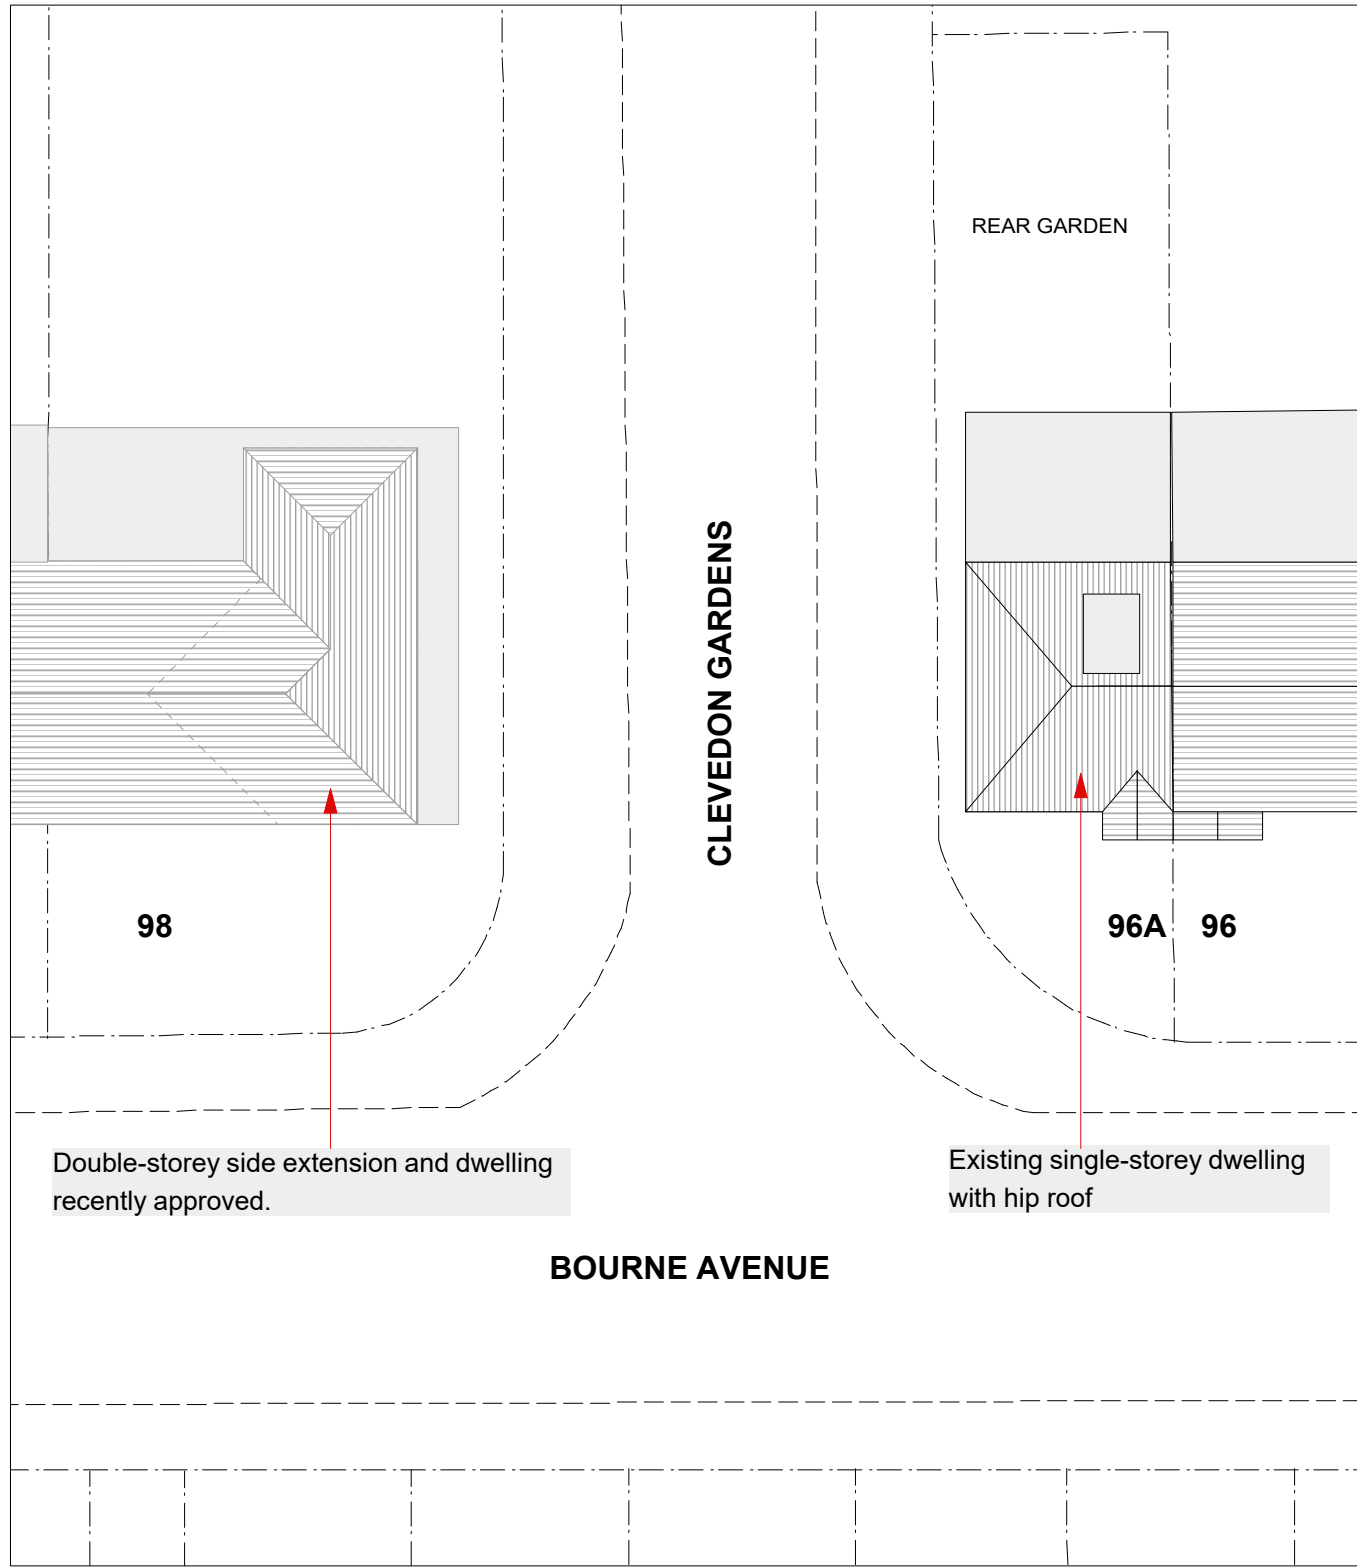 REAR GARDEN
CLEVEDON GARDENS
98
96A
96
Double-storey side extension and dwelling
recently approved.
Existing single-storey dwelling
with hip roof
BOURNE AVENUE